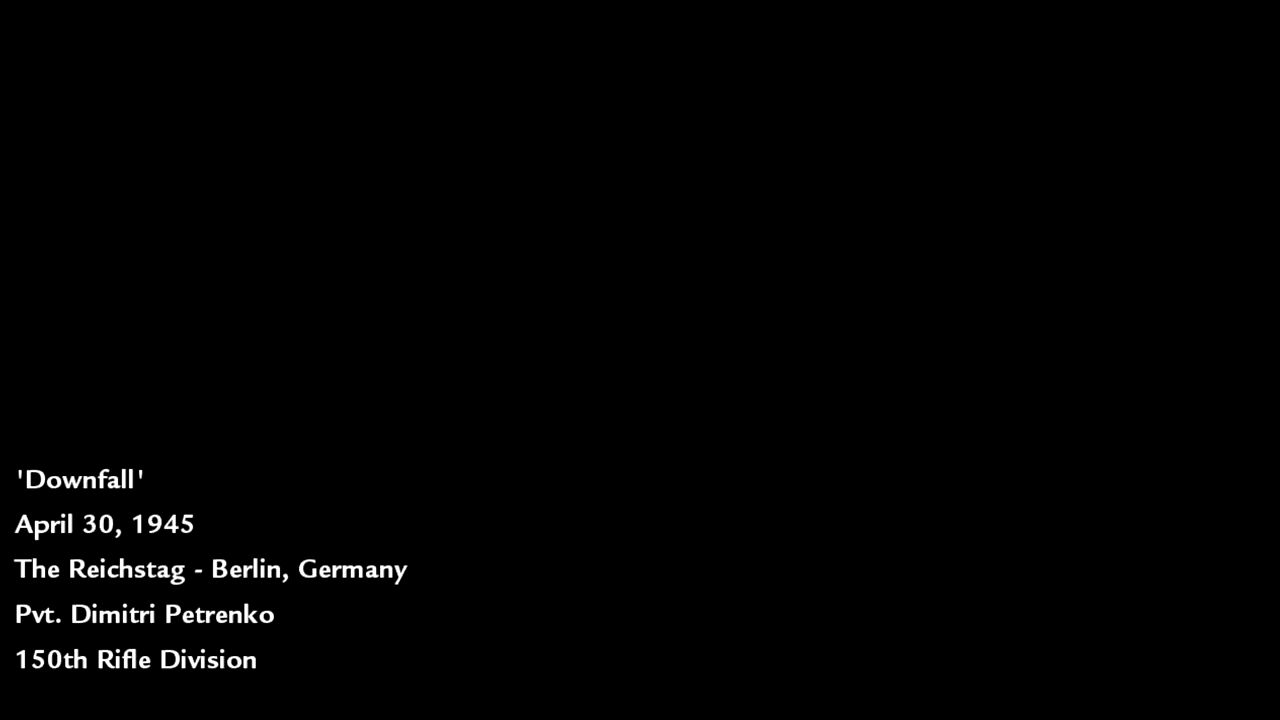 'Downfall'
April 30, 1945
The Reichstag - Berlin, Germany
Pvt. Dimitri Petrenko
150th Rifle Division